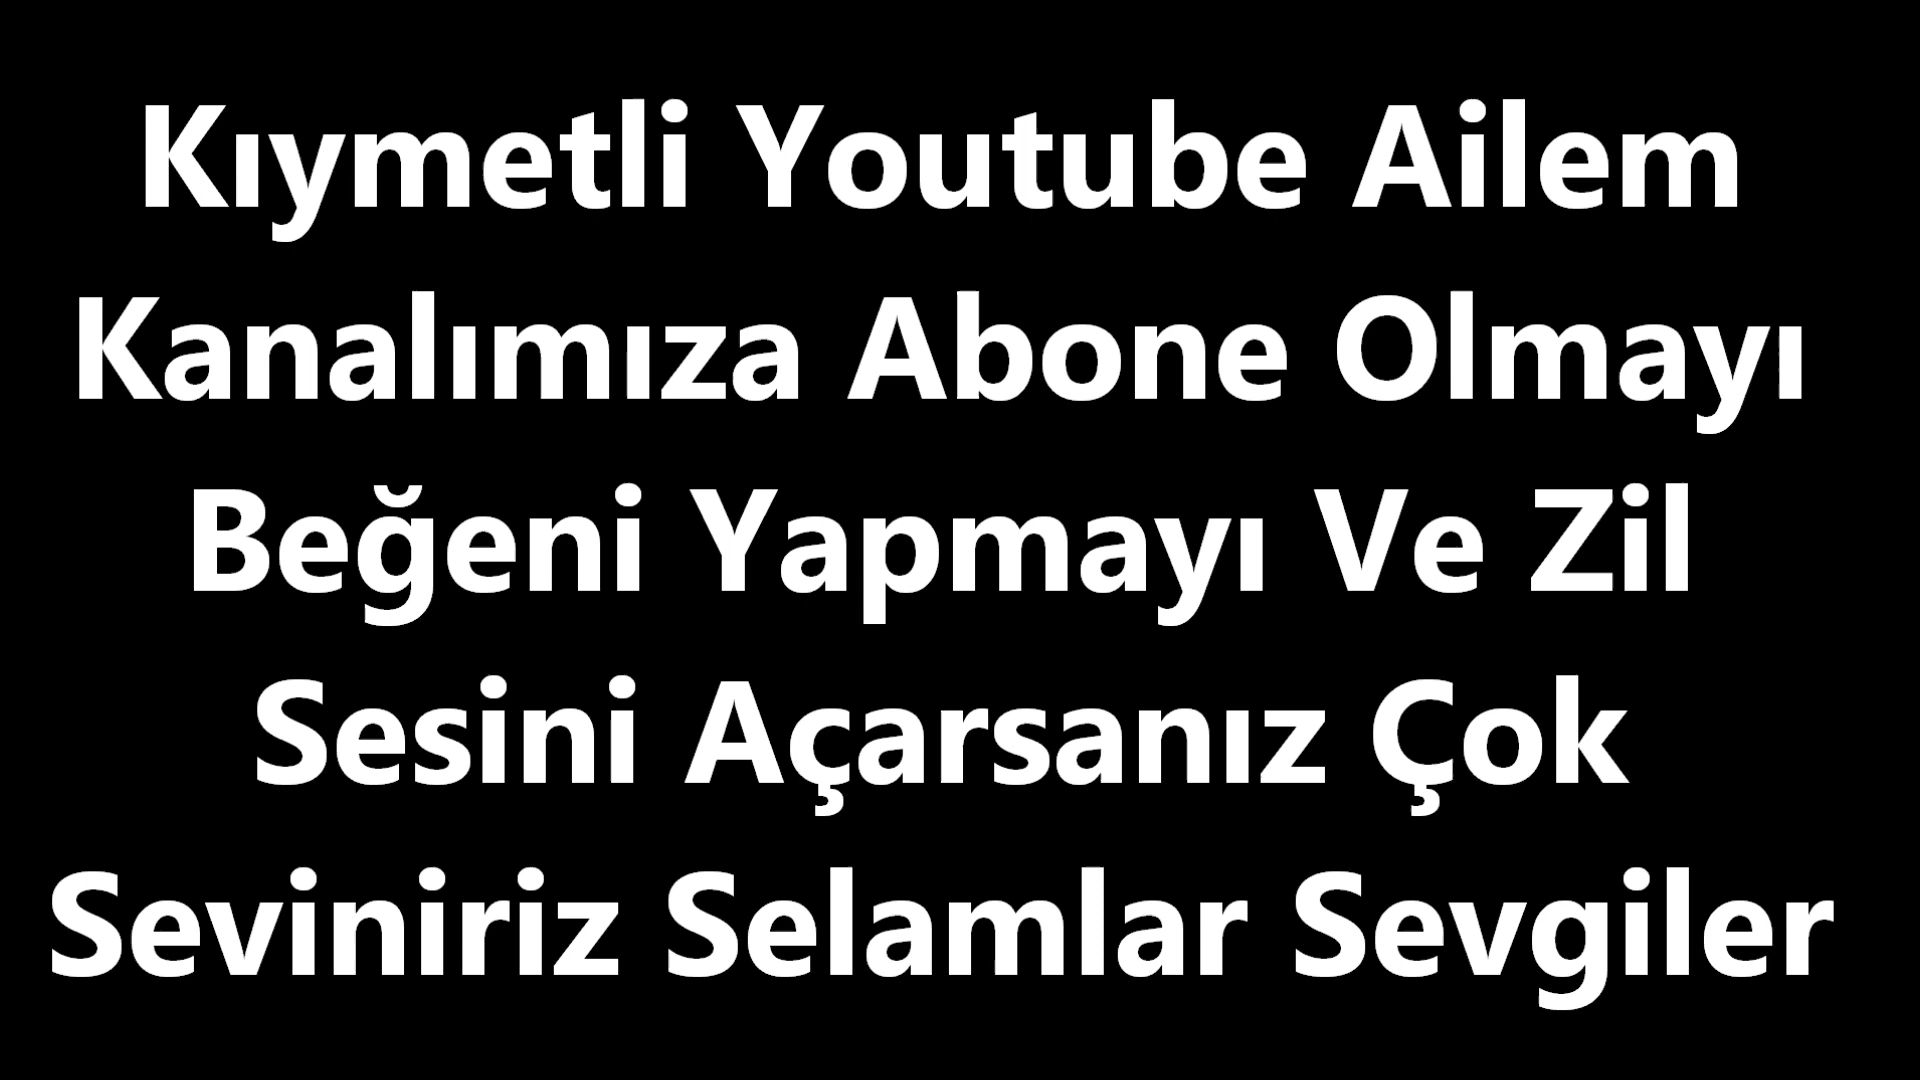 Kıymetli Youtube Ailem
Kanalımıza Abone Olmayı
Beğeni Yapmayı Ve Zil
Sesini Açarsanız Çok
Seviniriz Selamlar Sevgiler